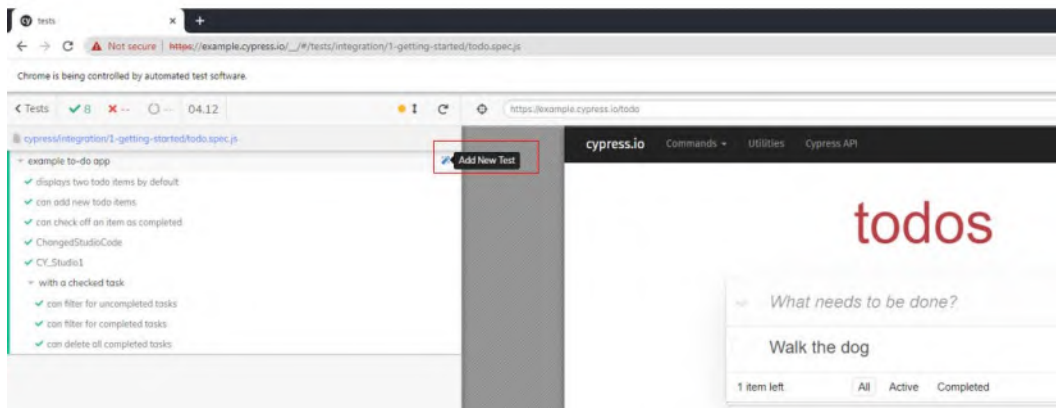 tests
Not secure | https://example.cypress.io/__/#/tests/integration/1-getting-started/todo.spec.js
Chrome is being controlled by automated test software.
< Tests 8 -- -- 04.12
https://example.cypress.io/todo
cypress/integration/1-getting-started/todo.spec.js
example to-do app
Add New Test
displays two todo items by default
can add new todo items
can check off an item as completed
ChangedStudioCode
CY_Studio1
with a checked task
can filter for uncompleted tasks
can filter for completed tasks
can delete all completed tasks
cypress.io Commands Utilities Cypress API
todos
What needs to be done?
Walk the dog
1 item left All Active Completed